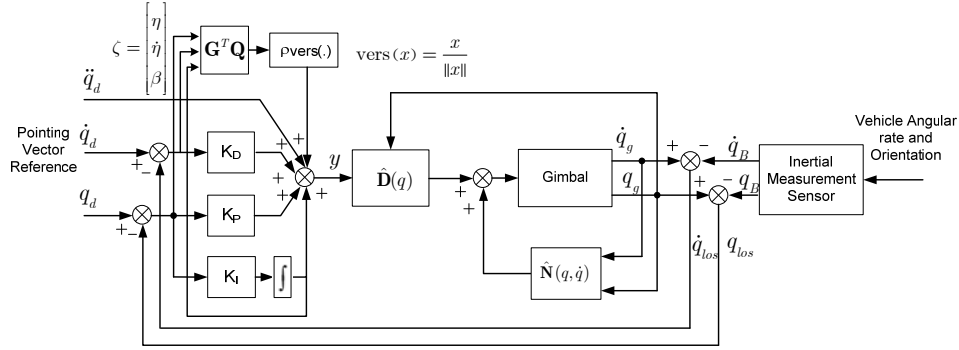 ζ = [η η̇ β]
G^T Q
ρvers(.)
vers(x) = x / ‖x‖
q̈_d
Pointing
Vector
Reference
q̇_d
+
−
K_D
q_d
+
−
K_P
K_I
∫
+
+
+
+
+
y
D̂(q)
+
+
Gimbal
N̂(q, q̇)
q̇_g
q_g
+
−
+
−
q̇_B
q_B
q̇_los
q_los
Inertial
Measurement
Sensor
Vehicle Angular
rate and
Orientation